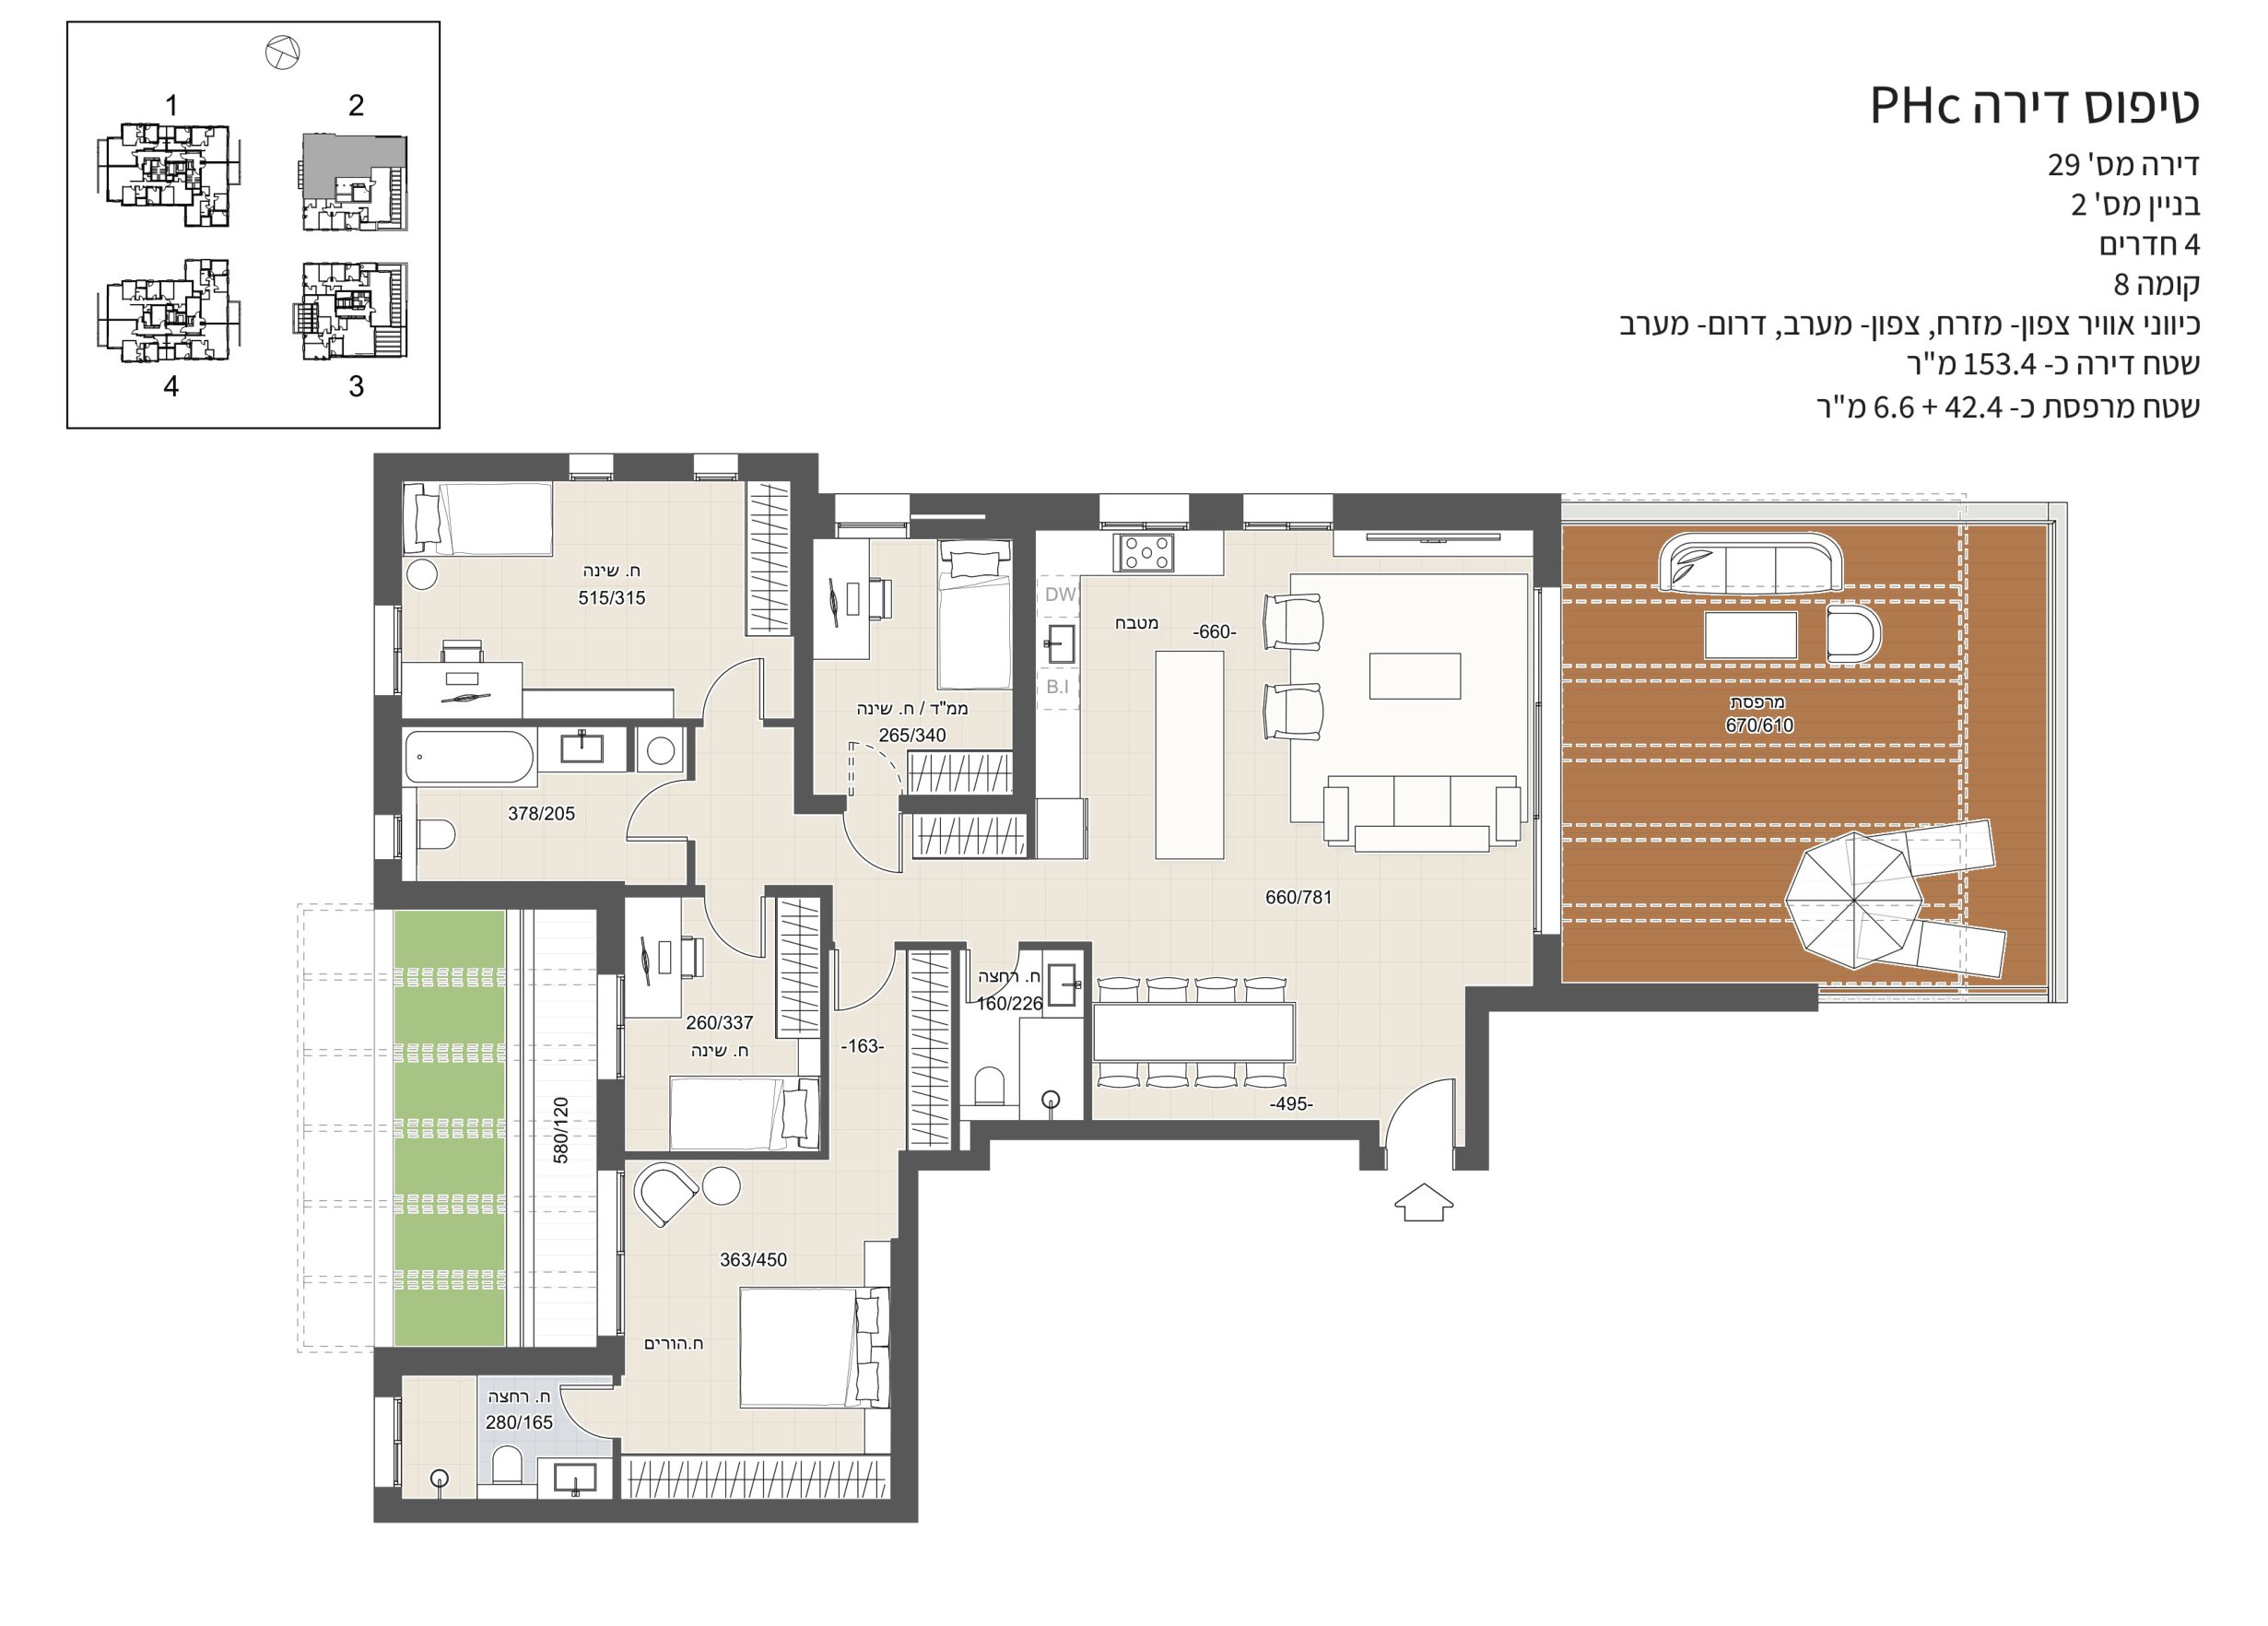 טיפוס דירה PHc
דירה מס' 29
בניין מס' 2
4 חדרים
קומה 8
כיווני אוויר צפון- מזרח, צפון- מערב, דרום- מערב
שטח דירה כ- 153.4 מ"ר
שטח מרפסת כ- 42.4 + 6.6 מ"ר
1
2
4
3
ח. שינה
515/315
DW
מטבח
-660-
B.I
ממ"ד / ח. שינה
265/340
מרפסת
670/610
378/205
660/781
ח. רחצה
160/226
260/337
ח. שינה
-163-
-495-
580/120
363/450
ח.הורים
ח. רחצה
280/165